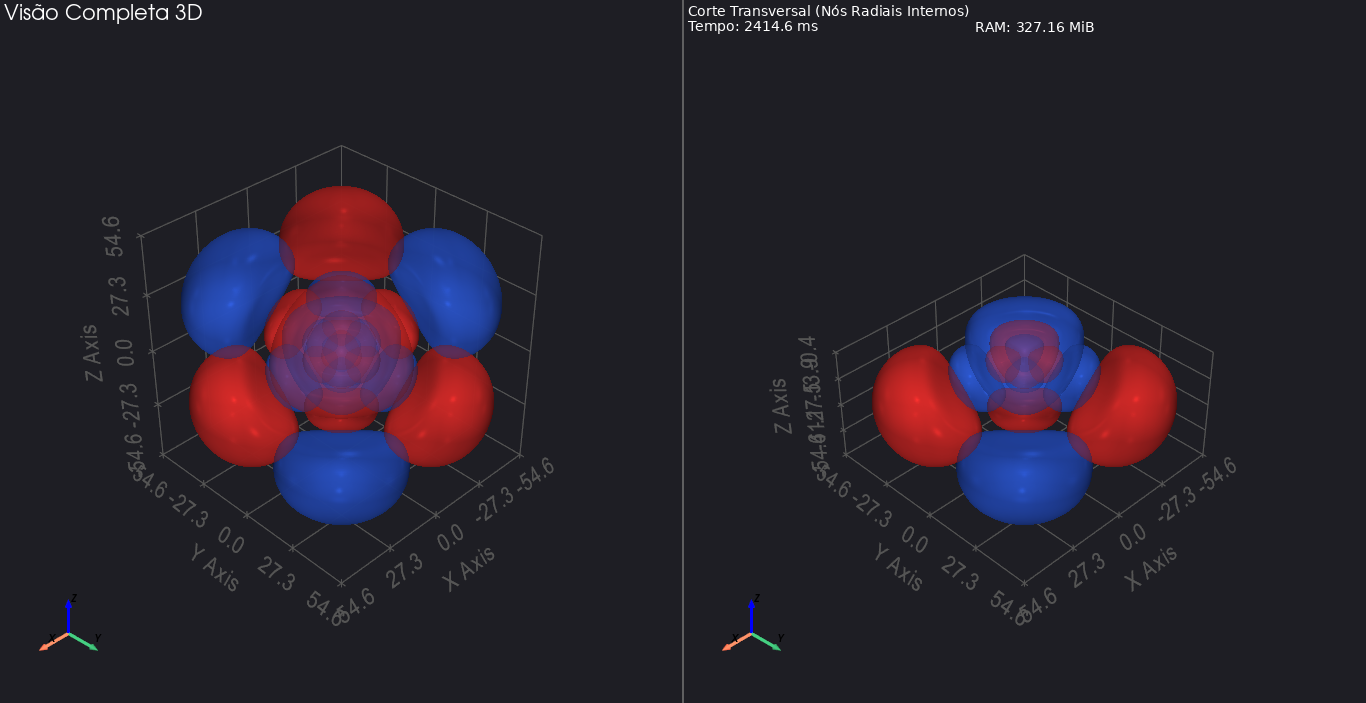 Visão Completa 3D
Corte Transversal (Nós Radiais Internos)
Tempo: 2414.6 ms
RAM: 327.16 MiB
54.6
27.3
0.0
-27.3
-54.6
Z Axis
-54.6
-27.3
0.0
27.3
54.6
Y Axis
54.6
27.3
0.0
-27.3
-54.6
X Axis
Z
X
Y
Z Axis
-54.6
-27.3
0.0
27.3
54.6
Y Axis
54.6
27.3
0.0
-27.3
-54.6
X Axis
Z
X
Y